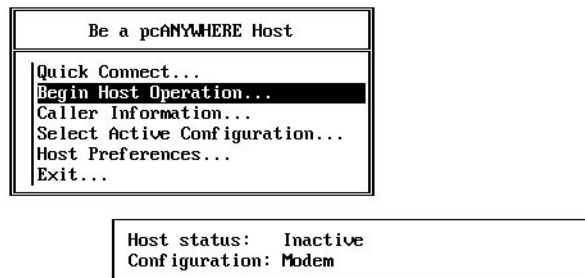 Be a pcANYWHERE Host
Quick Connect...
Begin Host Operation...
Caller Information...
Select Active Configuration...
Host Preferences...
Exit...
Host status: Inactive
Configuration: Modem